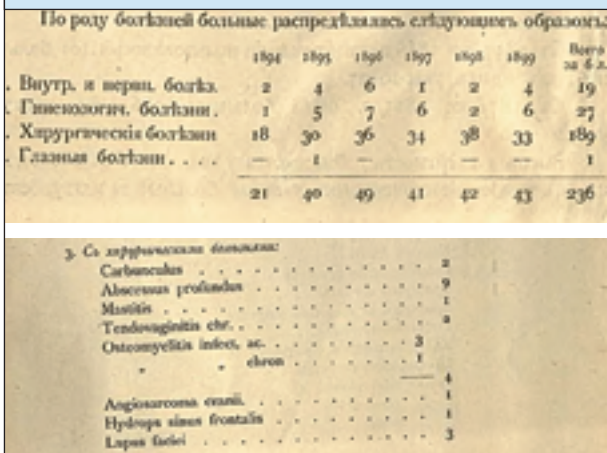 По роду болѣзней больные распредѣлялись слѣдующимъ образомъ:
1894 1895 1896 1897 1898 1899 Всего за 6 л.
. Внутр. и нервн. болѣз. 2 4 6 1 2 4 19
. Гинекологич. болѣзни . 1 5 7 6 2 6 27
. Хирургическія болѣзни 18 30 36 34 38 33 189
. Глазныя болѣзни . . — 1 — — — — 1
21 40 49 41 42 43 236
3. Съ хирургическими болѣзнями:
Carbunculus . . . . . . . . . . 2
Abscessus profundus . . . . . . . . . 9
Mastitis . . . . . . . . . . . 1
Tendovaginitis chr. . . . . . . . . . 2
Osteomyelitis infect. ac. . . . . . . . 3
„ „ chron . . . . . . 1
— 4
Angiosarcoma cranii. . . . . . . . . 1
Hydrops sinus frontalis . . . . . . . . 1
Lupus faciei . . . . . . . . . . 3